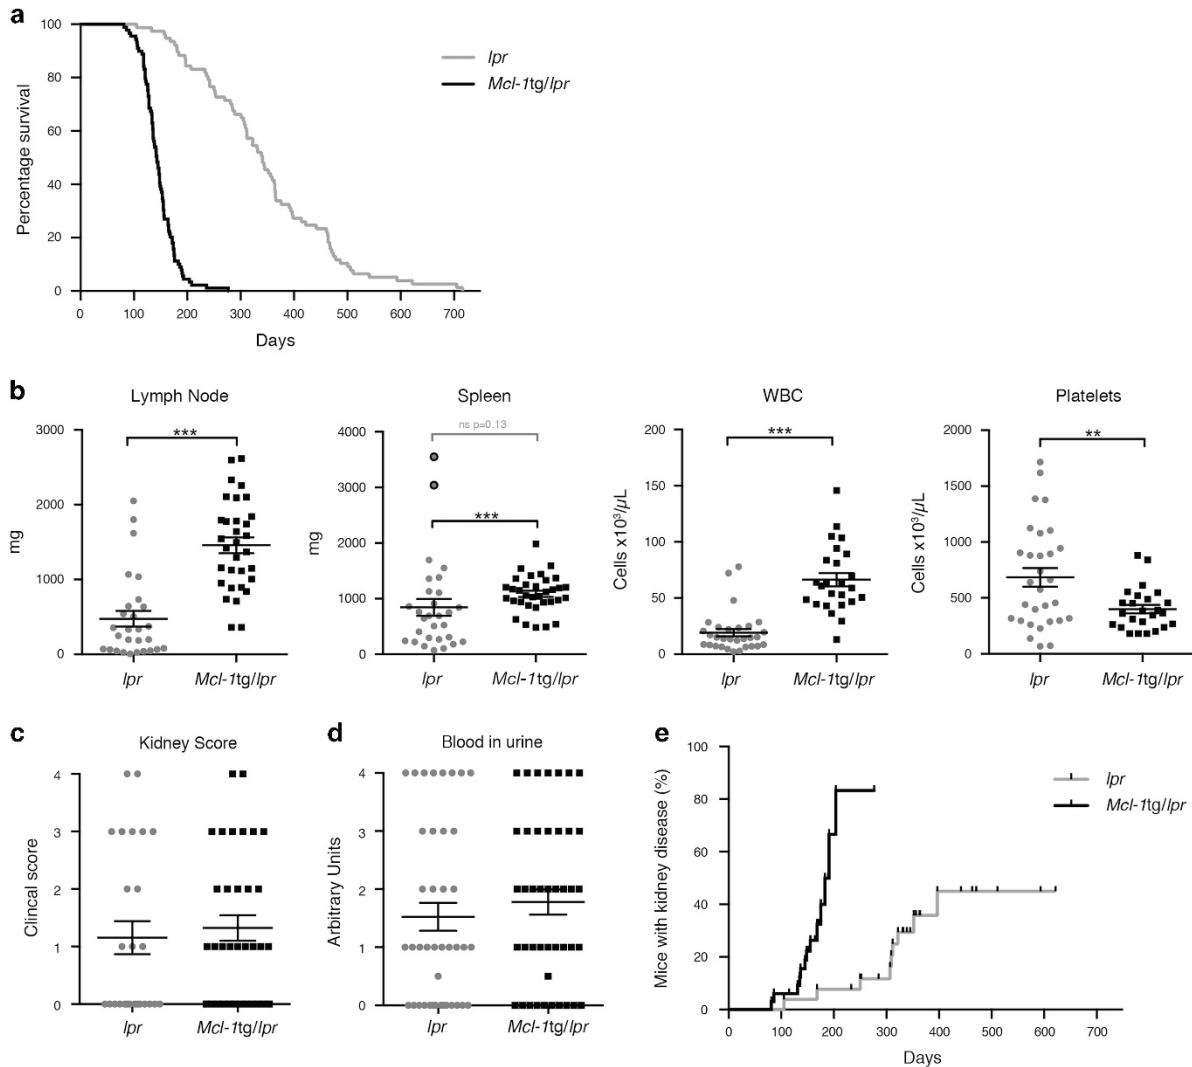 a
100
80
60
40
20
0
Percentage survival
0 100 200 300 400 500 600 700
Days
lpr
Mcl-1tg/lpr
b
Lymph Node
***
3000
2000
1000
0
mg
lpr Mcl-1tg/lpr
Spleen
ns p=0.13
***
4000
3000
2000
1000
0
mg
lpr Mcl-1tg/lpr
WBC
***
200
150
100
50
0
Cells x10³/µL
lpr Mcl-1tg/lpr
Platelets
**
2000
1500
1000
500
0
Cells x10³/µL
lpr Mcl-1tg/lpr
c
Kidney Score
4
3
2
1
0
Clincal score
lpr Mcl-1tg/lpr
d
Blood in urine
4
3
2
1
0
Arbitrary Units
lpr Mcl-1tg/lpr
e
100
80
60
40
20
0
Mice with kidney disease (%)
0 100 200 300 400 500 600 700
Days
lpr
Mcl-1tg/lpr